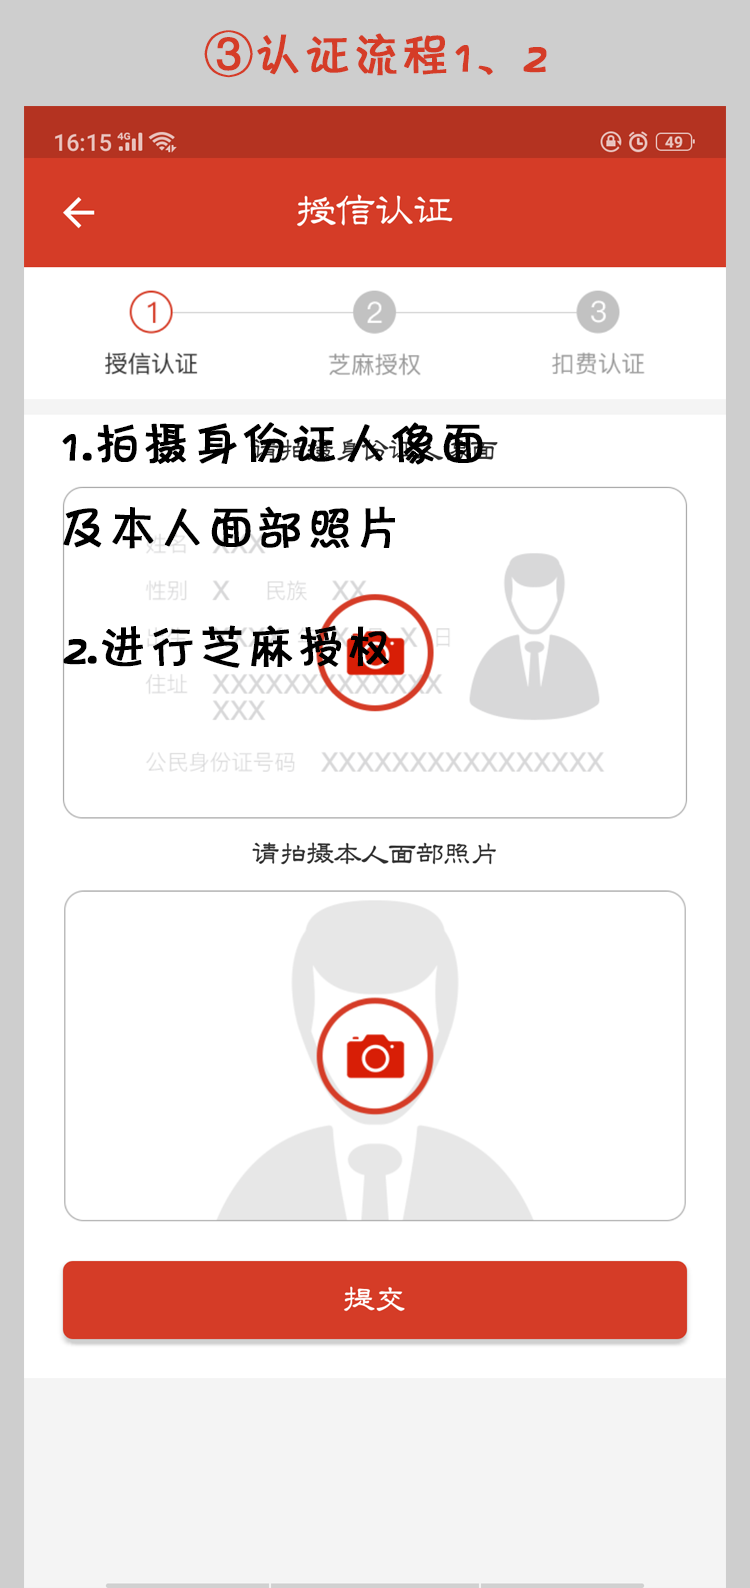 ③认证流程1、2
16:15 4G 49
授信认证
1 2 3
授信认证 芝麻授权 扣费认证
请拍摄身份证人像面
1.拍摄身份证人像面
及本人面部照片
姓名 XXX
性别 X 民族 XX
2.进行芝麻授权
日
住址 XXXXXXXXXXXXX
XXX
公民身份证号码 XXXXXXXXXXXXXXXX
请拍摄本人面部照片
提交